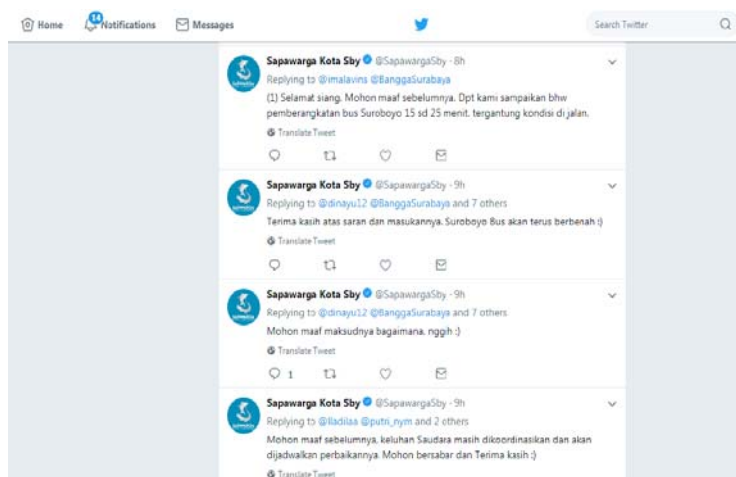 Home
14
Notifications
Messages
Search Twitter
Sapawarga Kota Sby @SapawargaSby · 8h
Replying to @imalavins @BanggaSurabaya
(1) Selamat siang. Mohon maaf sebelumnya. Dpt kami sampaikan bhw
pemberangkatan bus Suroboyo 15 sd 25 menit. tergantung kondisi di jalan.
Translate Tweet
Sapawarga Kota Sby @SapawargaSby · 9h
Replying to @dinayu12 @BanggaSurabaya and 7 others
Terima kasih atas saran dan masukannya. Suroboyo Bus akan terus berbenah :)
Translate Tweet
Sapawarga Kota Sby @SapawargaSby · 9h
Replying to @dinayu12 @BanggaSurabaya and 7 others
Mohon maaf maksudnya bagaimana. nggih :)
Translate Tweet
1
Sapawarga Kota Sby @SapawargaSby · 9h
Replying to @lladilaa @putri_nym and 2 others
Mohon maaf sebelumnya, keluhan Saudara masih dikoordinasikan dan akan
dijadwalkan perbaikannya. Mohon bersabar dan Terima kasih :)
Translate Tweet